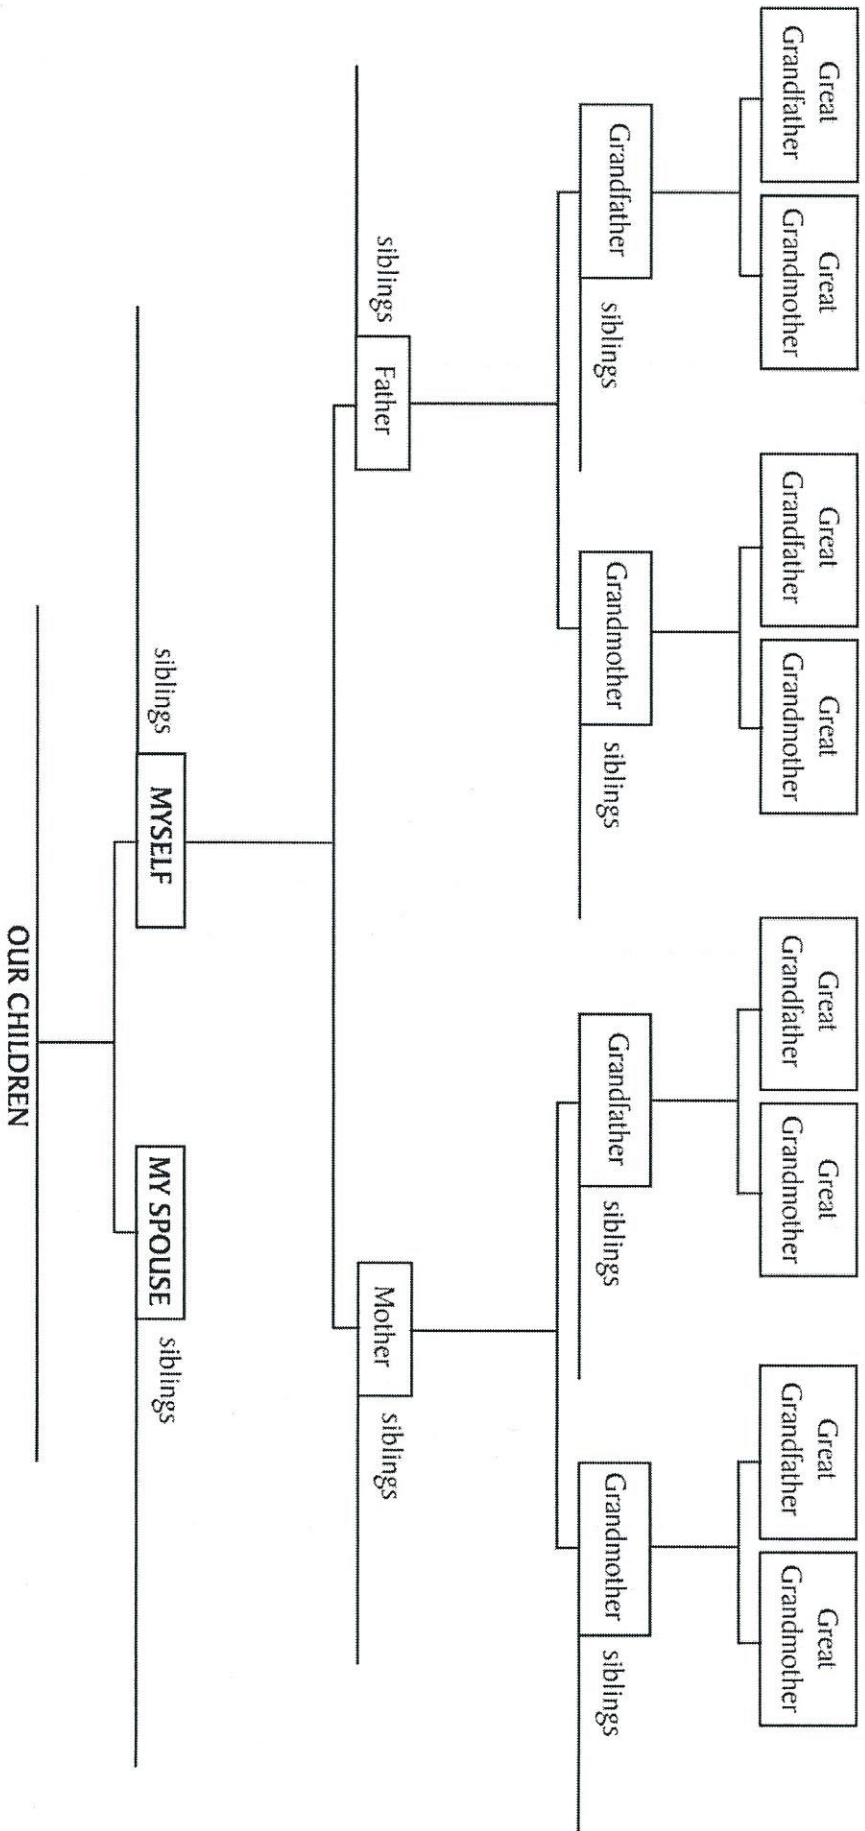 Great
Grandfather
Great
Grandmother
Great
Grandfather
Great
Grandmother
Great
Grandfather
Great
Grandmother
Great
Grandfather
Great
Grandmother
Grandfather
siblings
Grandmother
siblings
Grandfather
siblings
Grandmother
siblings
siblings
Father
Mother
siblings
siblings
MYSELF
MY SPOUSE
siblings
OUR CHILDREN